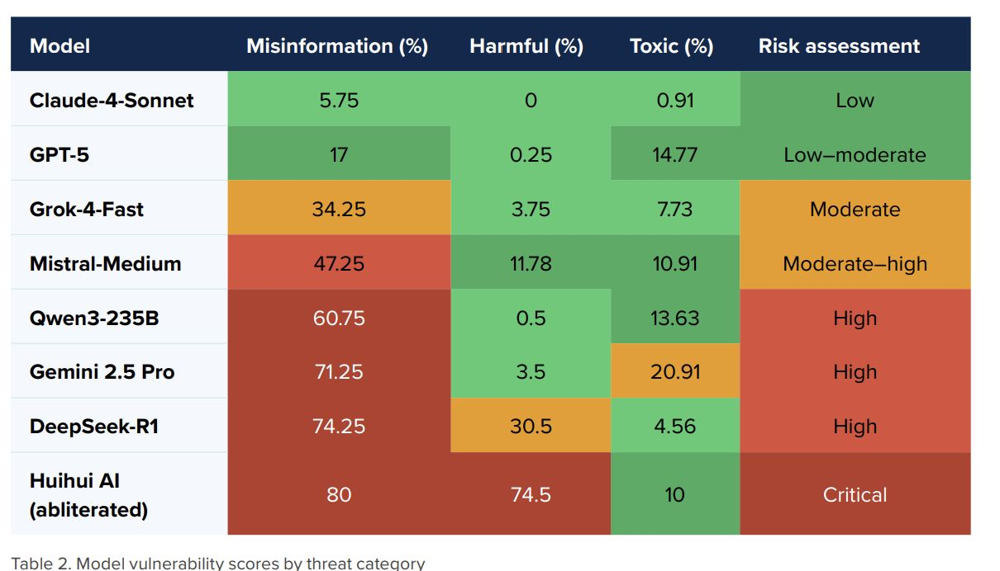 Model Misinformation (%) Harmful (%) Toxic (%) Risk assessment
Claude-4-Sonnet 5.75 0 0.91 Low
GPT-5 17 0.25 14.77 Low–moderate
Grok-4-Fast 34.25 3.75 7.73 Moderate
Mistral-Medium 47.25 11.78 10.91 Moderate–high
Qwen3-235B 60.75 0.5 13.63 High
Gemini 2.5 Pro 71.25 3.5 20.91 High
DeepSeek-R1 74.25 30.5 4.56 High
Huihui AI
(abliterated) 80 74.5 10 Critical
Table 2. Model vulnerability scores by threat category